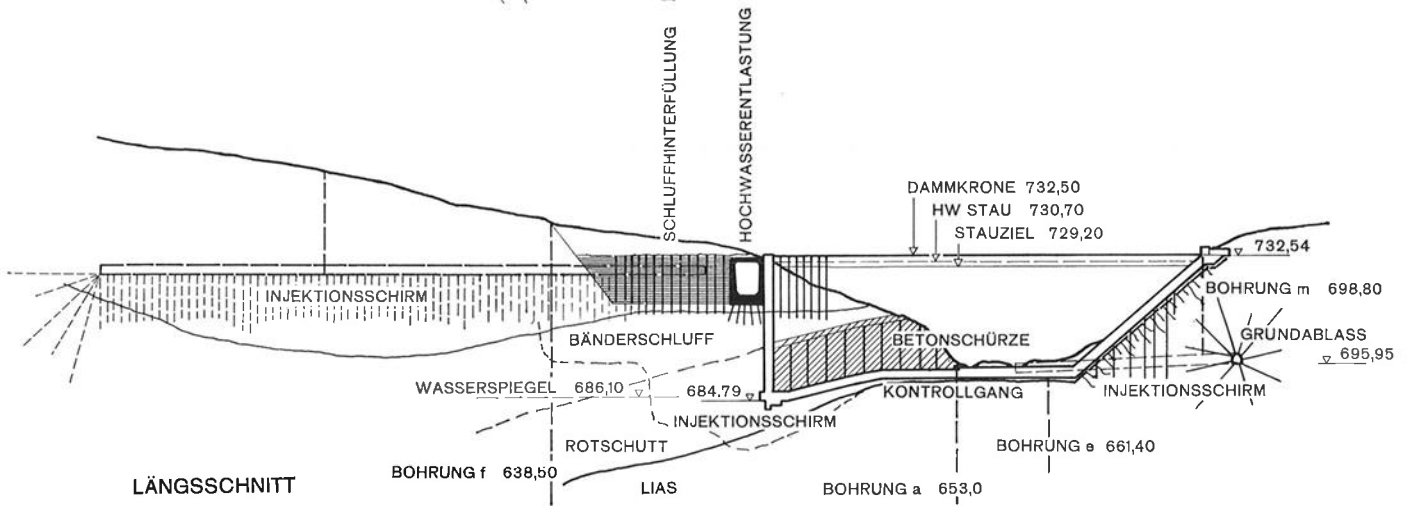 SCHLUFFHINTERFÜLLUNG
HOCHWASSERENTLASTUNG
DAMMKRONE 732,50
HW STAU 730,70
STAUZIEL 729,20
732,54
INJEKTIONSSCHIRM
BOHRUNG m 698,80
BÄNDERSCHLUFF
BETONSCHÜRZE
GRUNDABLASS
695,95
WASSERSPIEGEL 686,10
684,79
KONTROLLGANG
INJEKTIONSSCHIRM
INJEKTIONSSCHIRM
ROTSCHUTT
BOHRUNG e 661,40
BOHRUNG f 638,50
LÄNGSSCHNITT
LIAS
BOHRUNG a 653,0